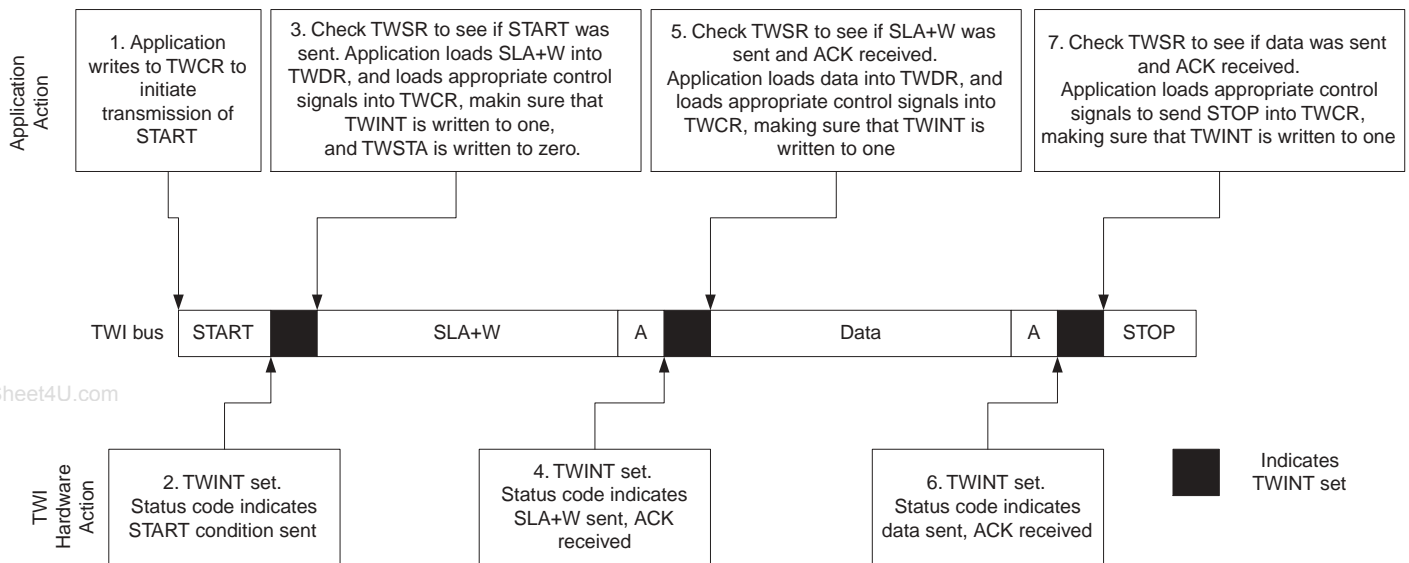 Application
Action
1. Application
writes to TWCR to
initiate
transmission of
START
3. Check TWSR to see if START was
sent. Application loads SLA+W into
TWDR, and loads appropriate control
signals into TWCR, makin sure that
TWINT is written to one,
and TWSTA is written to zero.
5. Check TWSR to see if SLA+W was
sent and ACK received.
Application loads data into TWDR, and
loads appropriate control signals into
TWCR, making sure that TWINT is
written to one
7. Check TWSR to see if data was sent
and ACK received.
Application loads appropriate control
signals to send STOP into TWCR,
making sure that TWINT is written to one
TWI bus
START
SLA+W
A
Data
A
STOP
Sheet4U.com
TWI
Hardware
Action
2. TWINT set.
Status code indicates
START condition sent
4. TWINT set.
Status code indicates
SLA+W sent, ACK
received
6. TWINT set.
Status code indicates
data sent, ACK received
Indicates
TWINT set